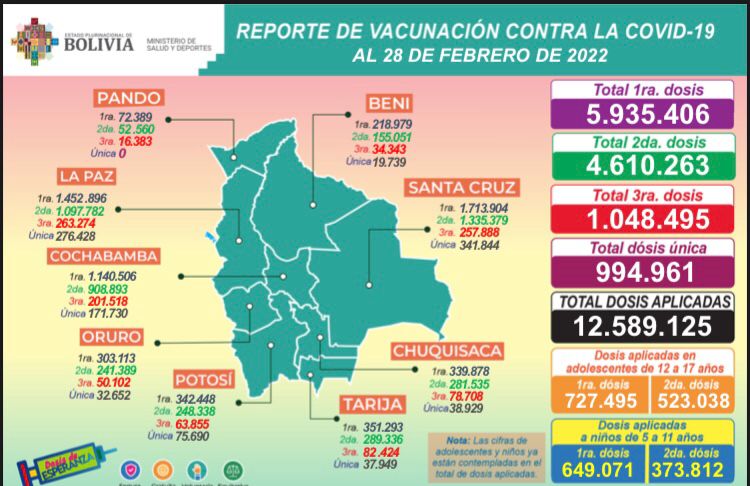 ESTADO PLURINACIONAL DE
BOLIVIA
MINISTERIO DE
SALUD Y DEPORTES
REPORTE DE VACUNACIÓN CONTRA LA COVID-19
AL 28 DE FEBRERO DE 2022
PANDO
1ra. 72.389
2da. 52.560
3ra. 16.383
Única 0
BENI
1ra. 218.979
2da. 155.051
3ra. 34.343
Única 19.739
LA PAZ
1ra. 1.452.896
2da. 1.097.782
3ra. 263.274
Única 276.428
SANTA CRUZ
1ra. 1.713.904
2da. 1.335.379
3ra. 257.888
Única 341.844
COCHABAMBA
1ra. 1.140.506
2da. 908.893
3ra. 201.518
Única 171.730
ORURO
1ra. 303.113
2da. 241.389
3ra. 50.102
Única 32.652
POTOSÍ
1ra. 342.448
2da. 248.338
3ra. 63.855
Única 75.690
CHUQUISACA
1ra. 339.878
2da. 281.535
3ra. 78.708
Única 38.929
TARIJA
1ra. 351.293
2da. 289.336
3ra. 82.424
Única 37.949
Total 1ra. dosis
5.935.406
Total 2da. dosis
4.610.263
Total 3ra. dosis
1.048.495
Total dósis única
994.961
TOTAL DOSIS APLICADAS
12.589.125
Dosis aplicadas en
adolescentes de 12 a 17 años
1ra. dósis
727.495
2da. dósis
523.038
Dosis aplicadas
a niños de 5 a 11 años
1ra. dósis
649.071
2da. dósis
373.812
Nota: Las cifras de
adolescentes y niños ya
están contempladas en el
total de dosis aplicadas.
Dosis de
ESPERANZA